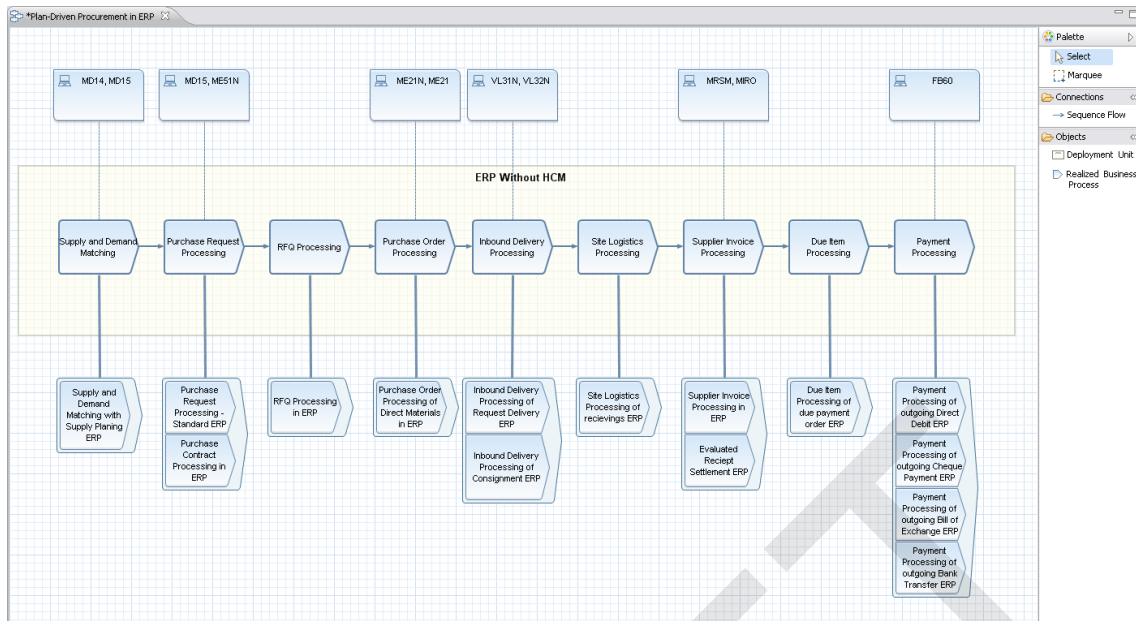 *Plan-Driven Procurement in ERP
Palette
Select
Marquee
Connections
Sequence Flow
Objects
Deployment Unit
Realized Business
Process
MD14, MD15
MD15, ME51N
ME21N, ME21
VL31N, VL32N
MRSM, MIRO
FB60
ERP Without HCM
Supply and Demand
Matching
Purchase Request
Processing
RFQ Processing
Purchase Order
Processing
Inbound Delivery
Processing
Site Logistics
Processing
Supplier Invoice
Processing
Due Item
Processing
Payment
Processing
Supply and
Demand
Matching with
Supply Planing
ERP
Purchase
Request
Processing -
Standard ERP
Purchase
Contract
Processing in
ERP
RFQ Processing
in ERP
Purchase Order
Processing of
Direct Materials
in ERP
Inbound Delivery
Processing of
Request Delivery
ERP
Inbound Delivery
Processing of
Consignment ERP
Site Logistics
Processing of
recievings ERP
Supplier Invoice
Processing in
ERP
Evaluated
Reciept
Settlement ERP
Due Item
Processing of
due payment
order ERP
Payment
Processing of
outgoing Direct
Debit ERP
Payment
Processing of
outgoing Cheque
Payment ERP
Payment
Processing of
outgoing Bill of
Exchange ERP
Payment
Processing of
outgoing Bank
Transfer ERP